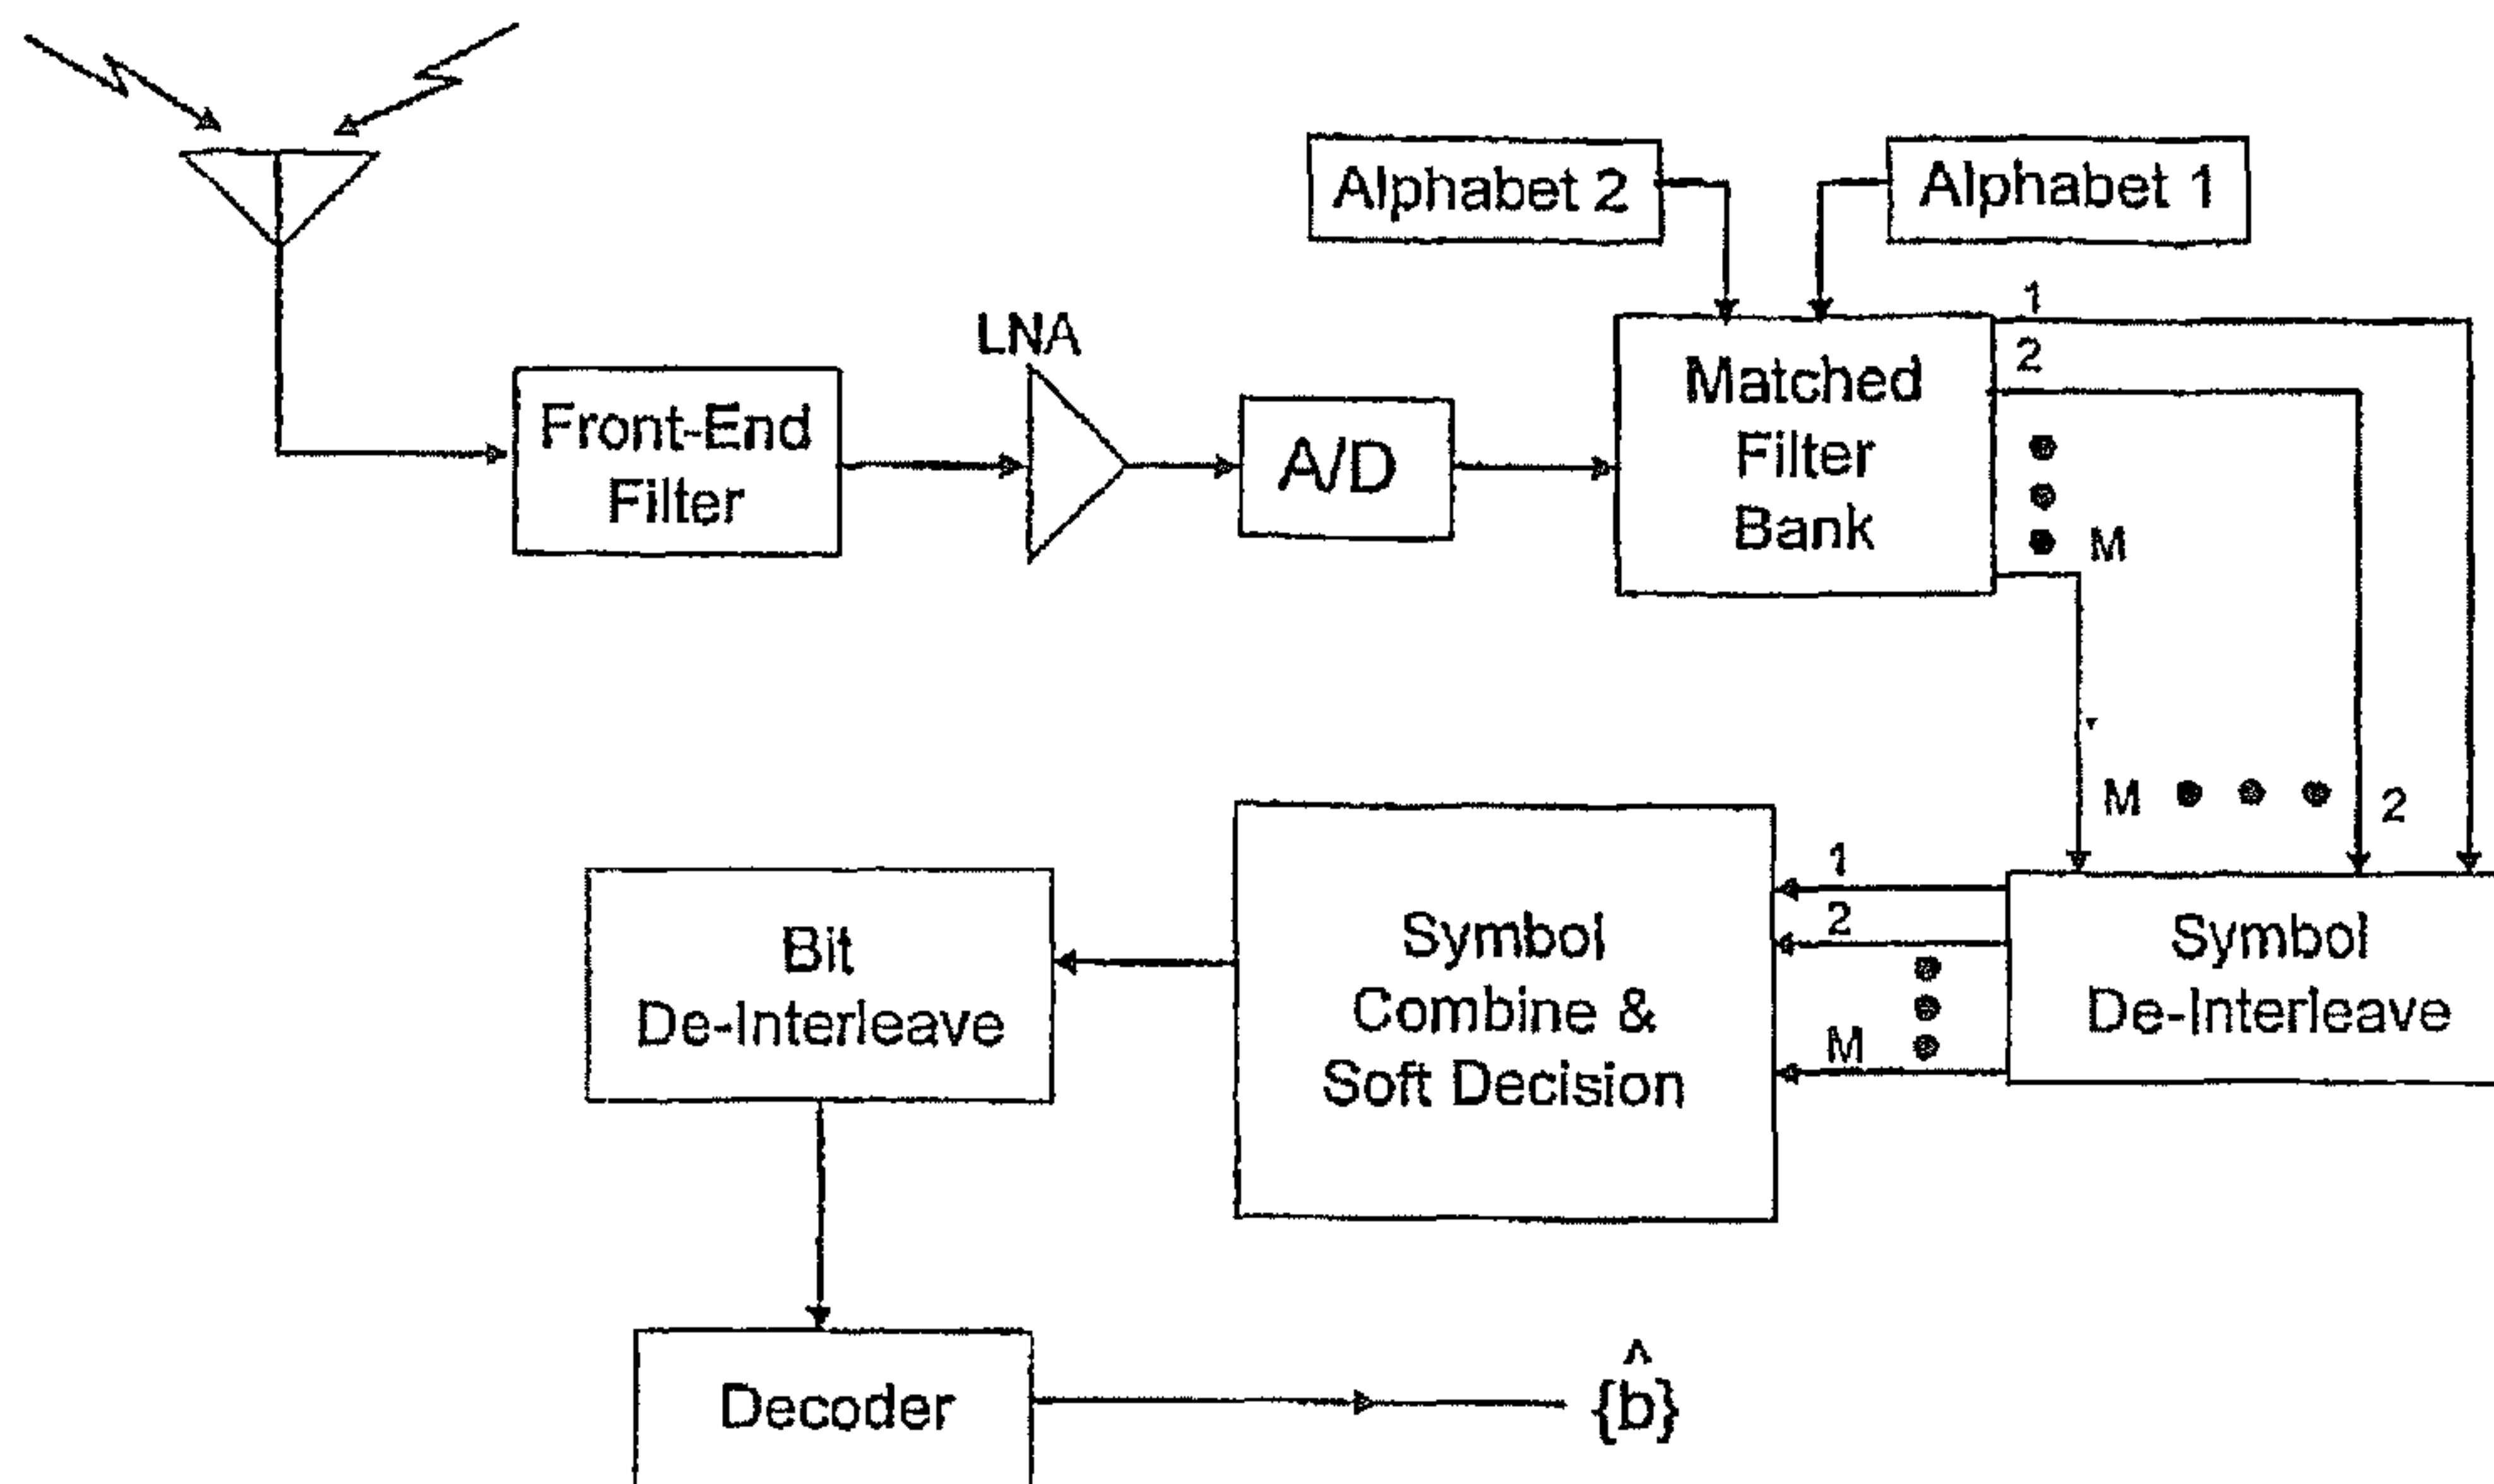 Alphabet 2
Alphabet 1
LNA
1
2
Front-End
Filter
A/D
Matched
Filter
Bank
M
M
2
1
2
M
Symbol
De-Interleave
Symbol
Combine &
Soft Decision
Bit
De-Interleave
Decoder
{b̂}